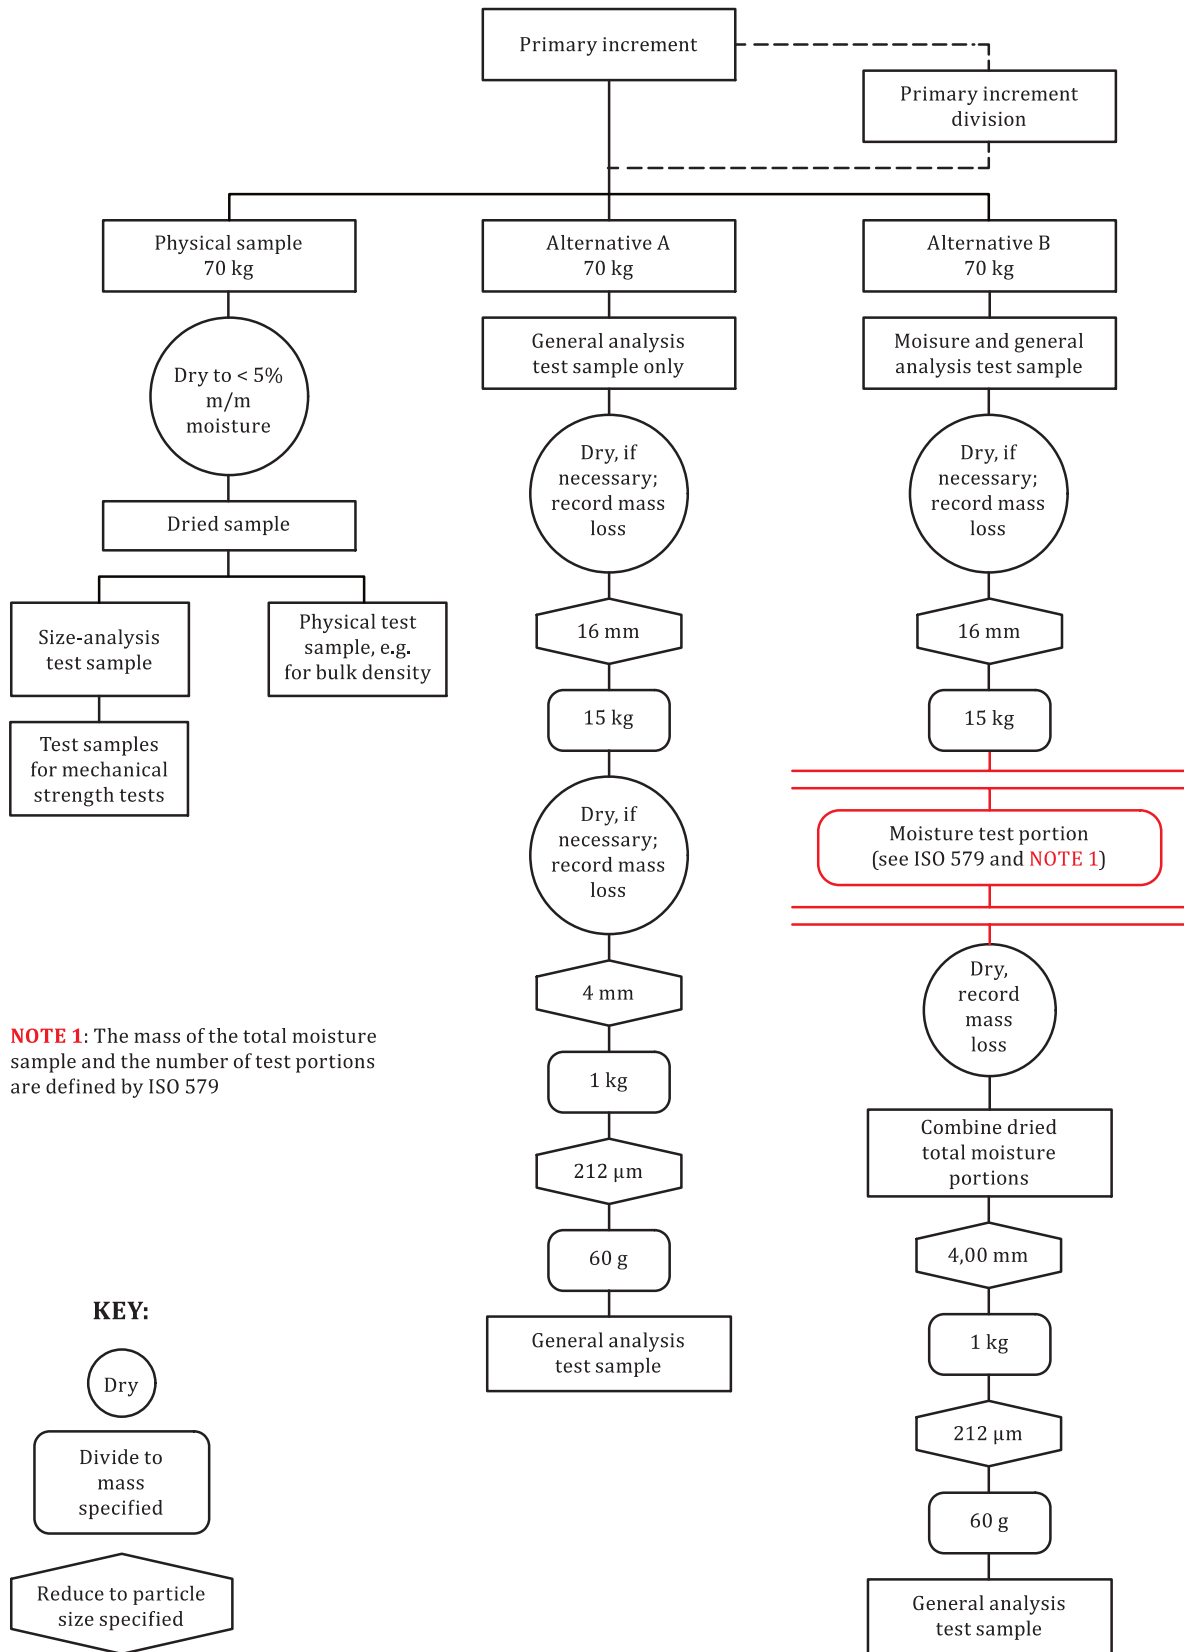 Primary increment
Primary increment
division
Physical sample
70 kg
Dry to < 5%
m/m
moisture
Dried sample
Size-analysis
test sample
Physical test
sample, e.g.
for bulk density
Test samples
for mechanical
strength tests
Alternative A
70 kg
General analysis
test sample only
Dry, if
necessary;
record mass
loss
16 mm
15 kg
Dry, if
necessary;
record mass
loss
4 mm
1 kg
212 µm
60 g
General analysis
test sample
Alternative B
70 kg
Moisure and general
analysis test sample
Dry, if
necessary;
record mass
loss
16 mm
15 kg
Moisture test portion
(see ISO 579 and NOTE 1)
Dry,
record
mass
loss
Combine dried
total moisture
portions
4,00 mm
1 kg
212 µm
60 g
General analysis
test sample
NOTE 1: The mass of the total moisture
sample and the number of test portions
are defined by ISO 579
KEY:
Dry
Divide to
mass
specified
Reduce to particle
size specified